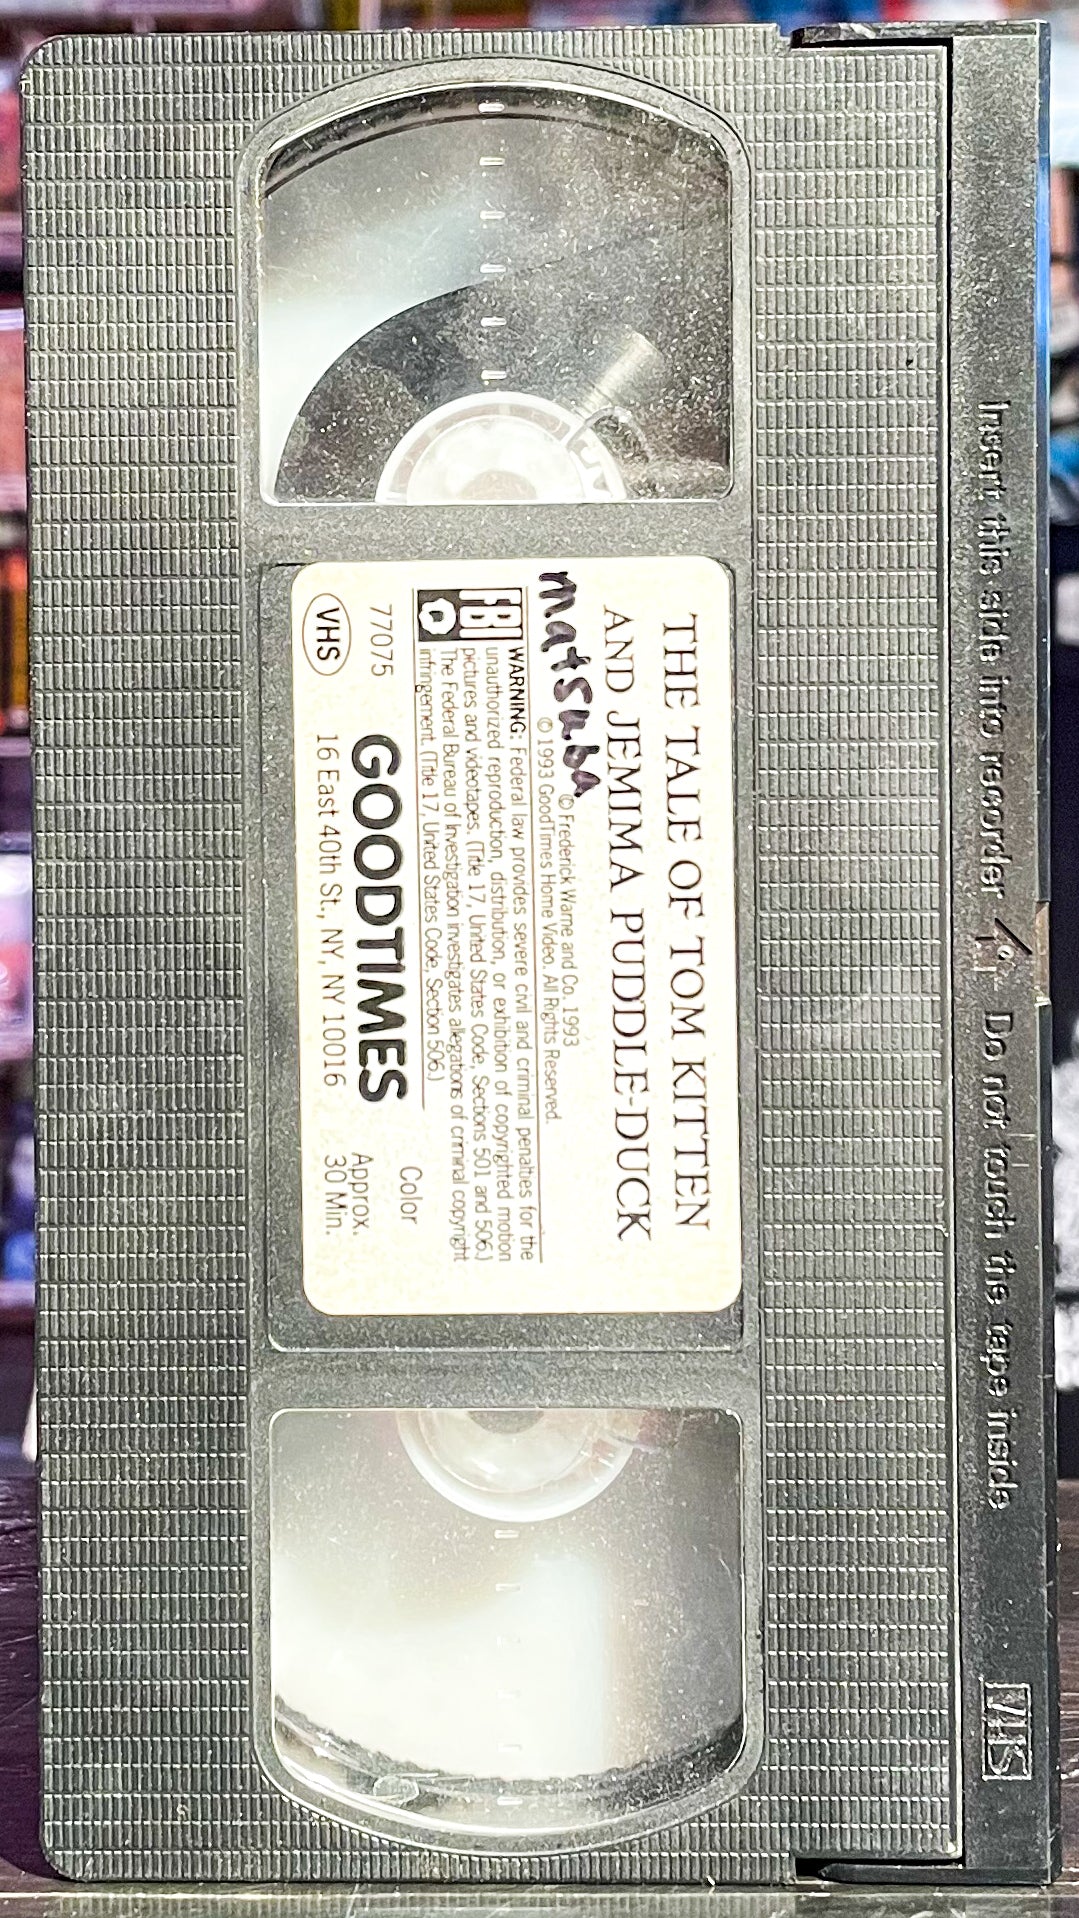 Insert this side into recorder Do not touch the tape inside
VHS
THE TALE OF TOM KITTEN
AND JEMIMA PUDDLE-DUCK
matsuba
© Frederick Warne and Co. 1993
© 1993 GoodTimes Home Video. All Rights Reserved.
FBI
WARNING: Federal law provides severe civil and criminal penalties for the
unauthorized reproduction, distribution, or exhibition of copyrighted motion
pictures and videotapes. (Title 17, United States Code, Sections 501 and 506.)
The Federal Bureau of Investigation investigates allegations of criminal copyright
infringement. (Title 17, United States Code, Section 506.)
77075
GOODTIMES
Color
VHS
16 East 40th St., NY, NY 10016
Approx.
30 Min.